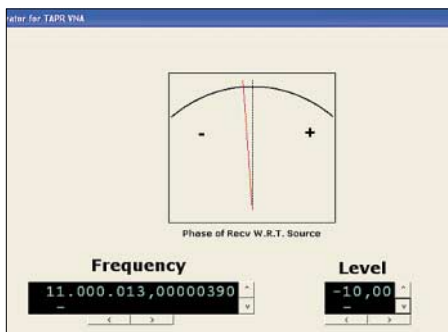 rator for TAPR VNA
- +
Phase of Recv W.R.T. Source
Frequency Level
11.000.013,00000390 -10,00